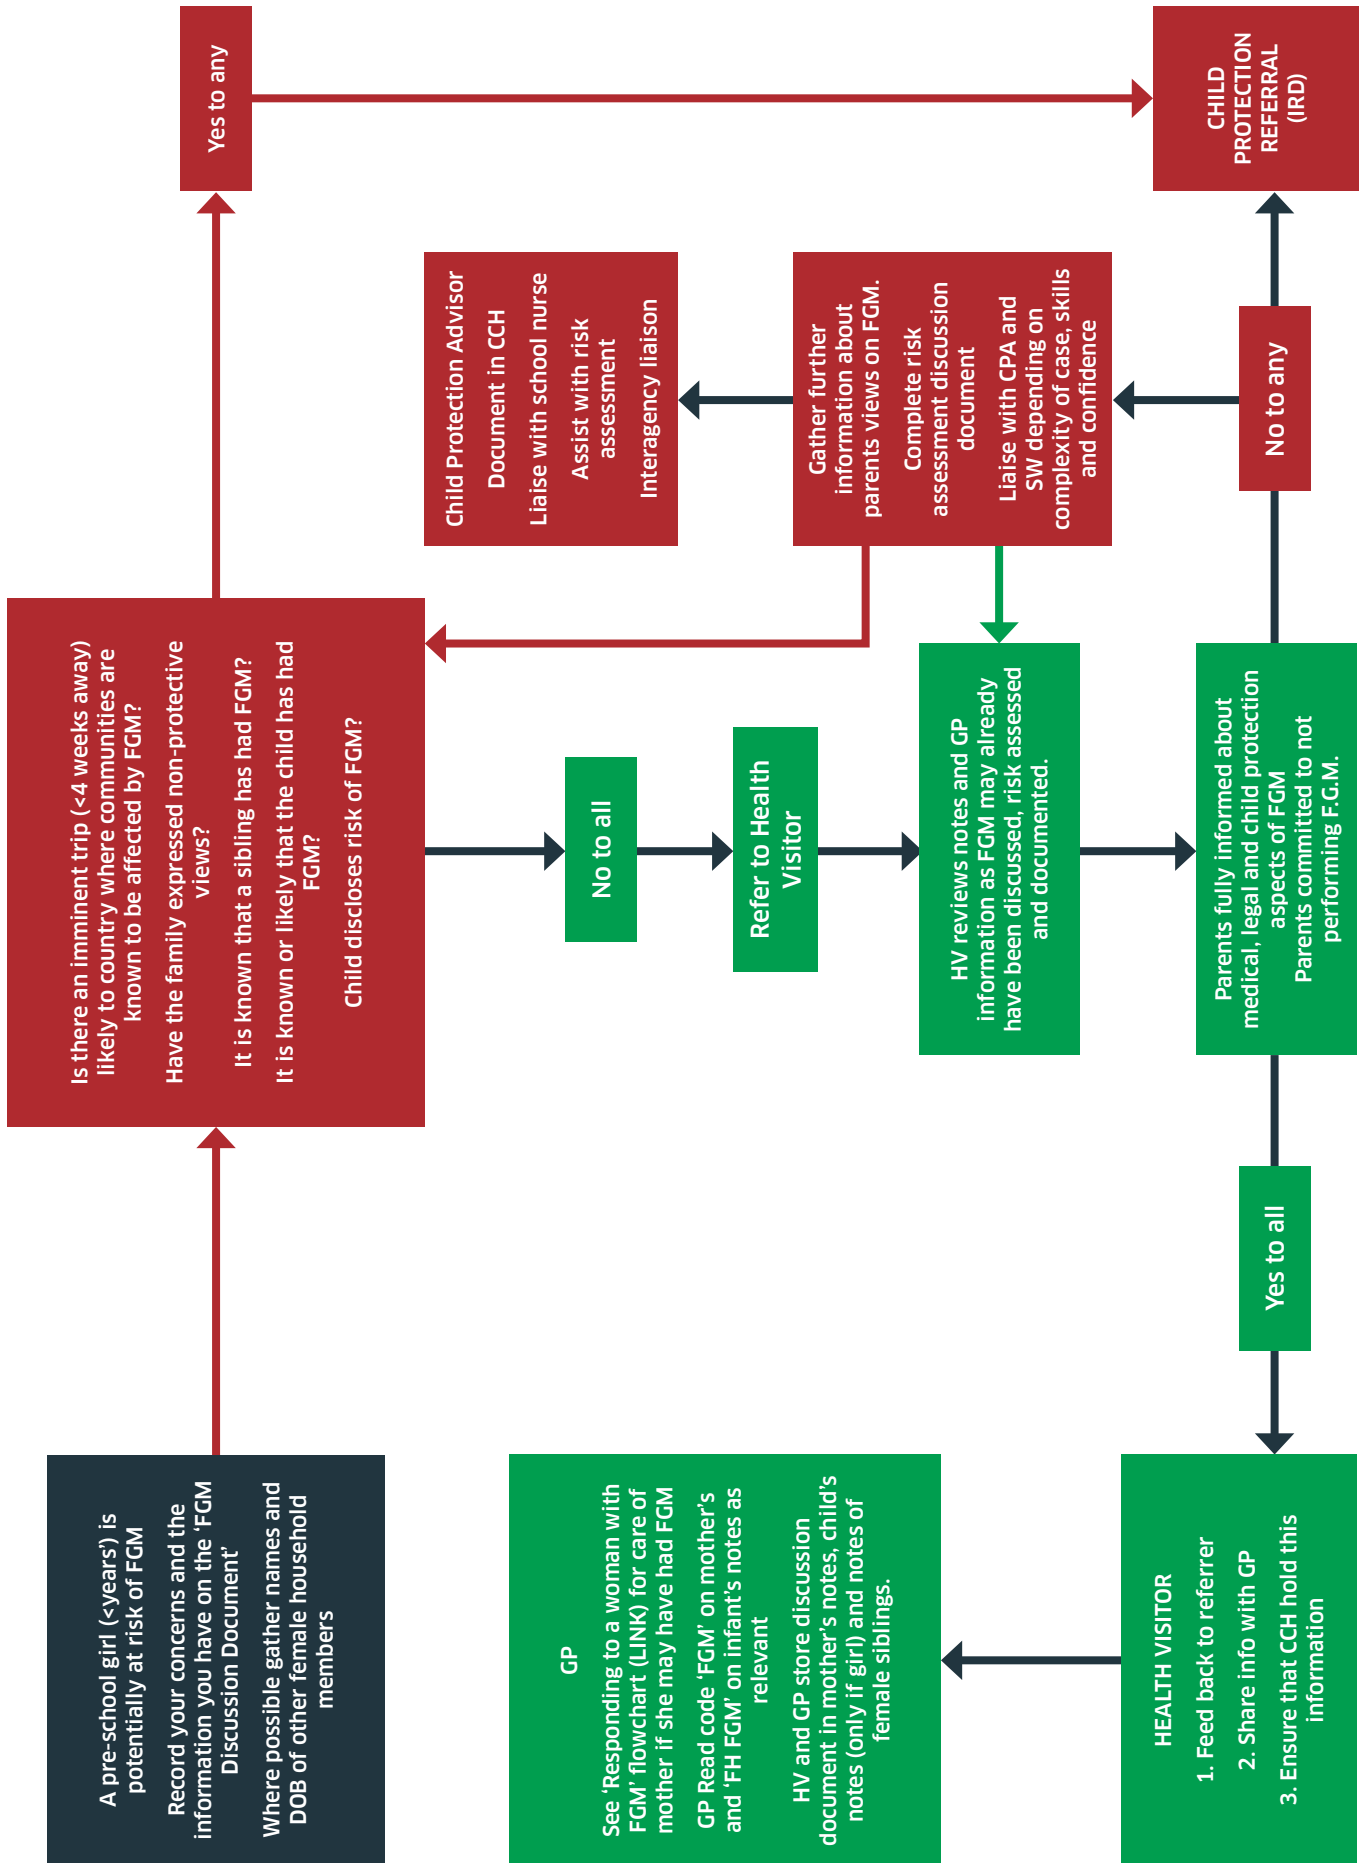 A pre-school girl (<years’) is
potentially at risk of FGM
Record your concerns and the
information you have on the ‘FGM
Discussion Document’
Where possible gather names and
DOB of other female household
members
Is there an imminent trip (<4 weeks away)
likely to country where communities are
known to be affected by FGM?
Have the family expressed non-protective
views?
It is known that a sibling has had FGM?
It is known or likely that the child has had
FGM?
Child discloses risk of FGM?
Yes to any
CHILD
PROTECTION
REFERRAL
(IRD)
No to all
Refer to Health
Visitor
HV reviews notes and GP
information as FGM may already
have been discussed, risk assessed
and documented.
Parents fully informed about
medical, legal and child protection
aspects of FGM
Parents committed to not
performing F.G.M.
No to any
Gather further
information about
parents views on FGM.
Complete risk
assessment discussion
document
Liaise with CPA and
SW depending on
complexity of case, skills
and confidence
Child Protection Advisor
Document in CCH
Liaise with school nurse
Assist with risk
assessment
Interagency liaison
Yes to all
HEALTH VISITOR
1. Feed back to referrer
2. Share info with GP
3. Ensure that CCH hold this
information
GP
See ‘Responding to a woman with
FGM’ flowchart (LINK) for care of
mother if she may have had FGM
GP Read code ‘FGM’ on mother’s
and ‘FH FGM’ on infant’s notes as
relevant
HV and GP store discussion
document in mother’s notes, child’s
notes (only if girl) and notes of
female siblings.